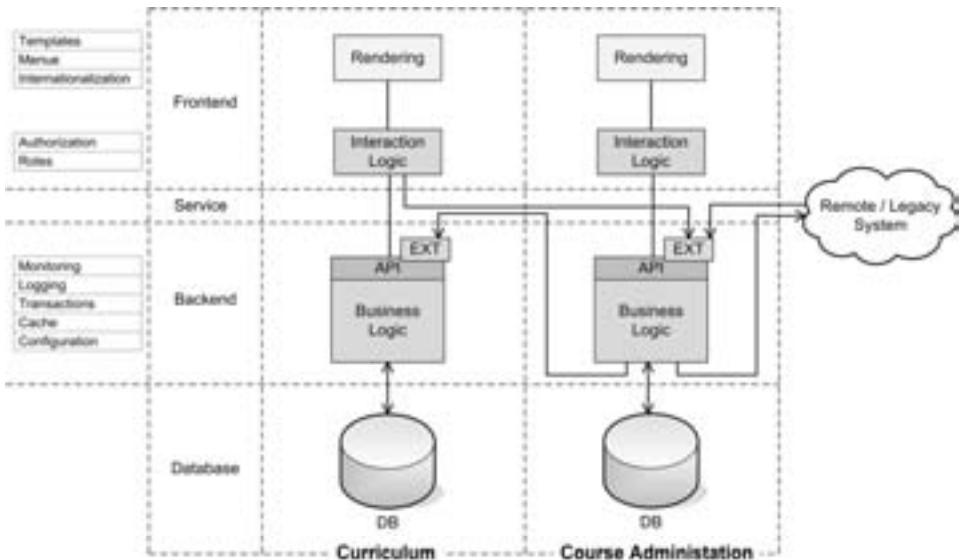 Templates
Menue
Internationalization
Authorization
Roles
Monitoring
Logging
Transactions
Cache
Configuration
Frontend
Service
Backend
Database
Rendering
Interaction
Logic
EXT
API
Business
Logic
DB
Curriculum
Rendering
Interaction
Logic
EXT
API
Business
Logic
DB
Course Administation
Remote / Legacy
System